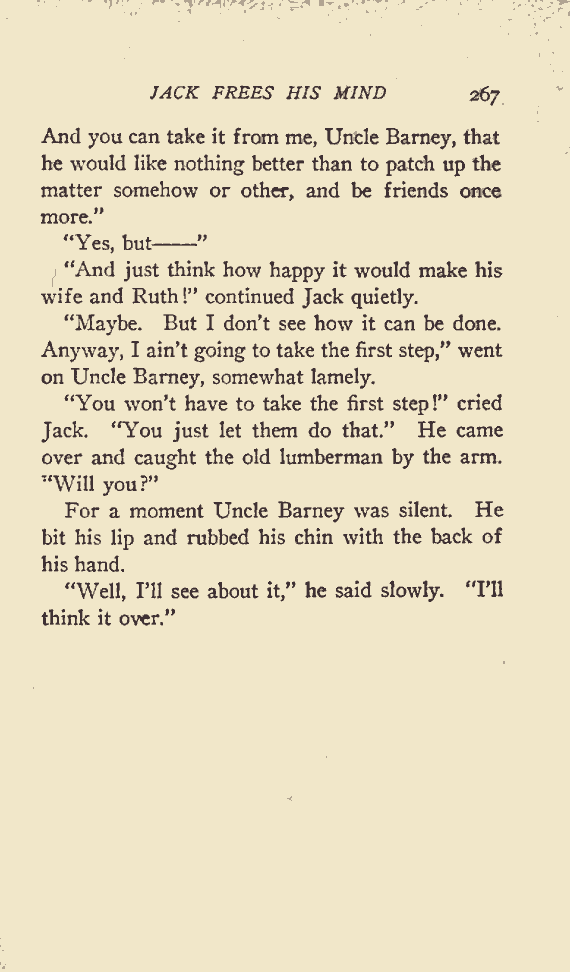 JACK FREES HIS MIND 267
And you can take it from me, Uncle Barney, that
he would like nothing better than to patch up the
matter somehow or other, and be friends once
more.”
“Yes, but——”
“And just think how happy it would make his
wife and Ruth!” continued Jack quietly.
“Maybe. But I don’t see how it can be done.
Anyway, I ain’t going to take the first step,” went
on Uncle Barney, somewhat lamely.
“You won’t have to take the first step!” cried
Jack. “You just let them do that.” He came
over and caught the old lumberman by the arm.
“Will you?”
For a moment Uncle Barney was silent. He
bit his lip and rubbed his chin with the back of
his hand.
“Well, I’ll see about it,” he said slowly. “I’ll
think it over.”